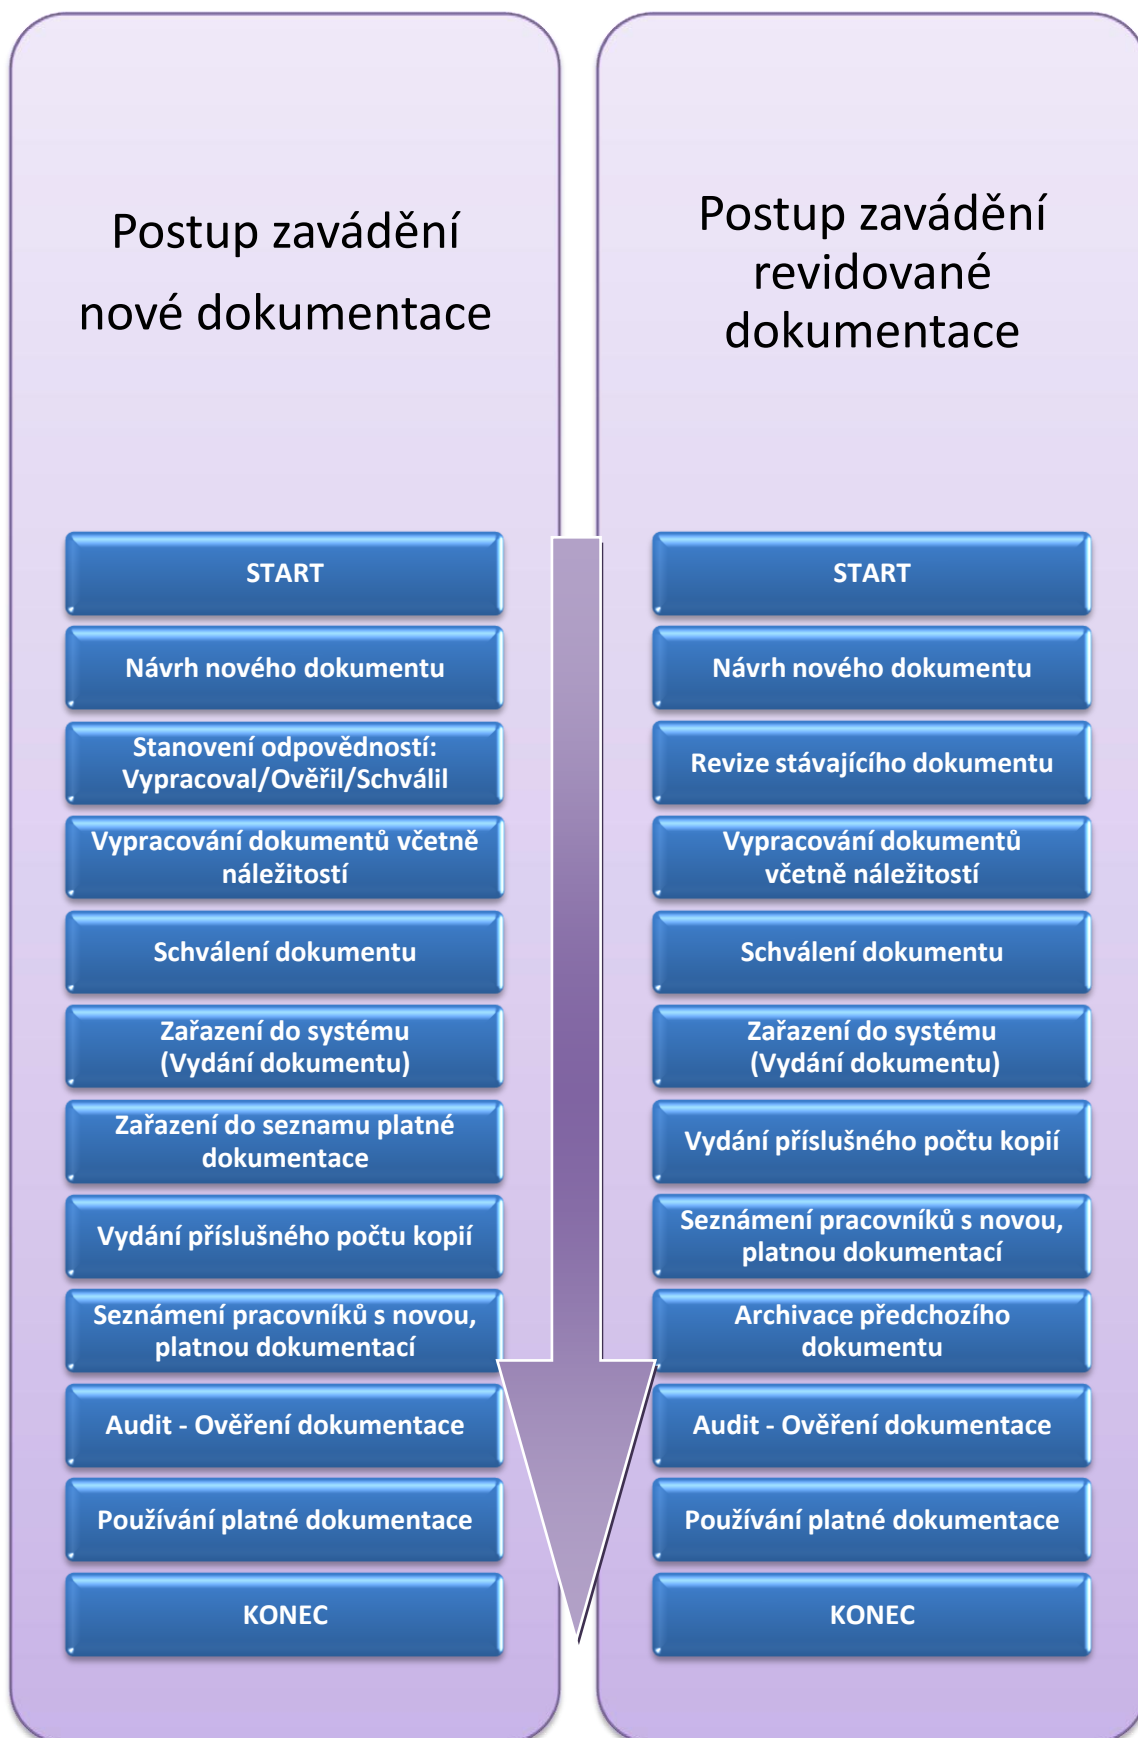 Postup zavádění
nové dokumentace
START
Návrh nového dokumentu
Stanovení odpovědností:
Vypracoval/Ověřil/Schválil
Vypracování dokumentů včetně
náležitostí
Schválení dokumentu
Zařazení do systému
(Vydání dokumentu)
Zařazení do seznamu platné
dokumentace
Vydání příslušného počtu kopií
Seznámení pracovníků s novou,
platnou dokumentací
Audit - Ověření dokumentace
Používání platné dokumentace
KONEC
Postup zavádění
revidované
dokumentace
START
Návrh nového dokumentu
Revize stávajícího dokumentu
Vypracování dokumentů
včetně náležitostí
Schválení dokumentu
Zařazení do systému
(Vydání dokumentu)
Vydání příslušného počtu kopií
Seznámení pracovníků s novou,
platnou dokumentací
Archivace předchozího
dokumentu
Audit - Ověření dokumentace
Používání platné dokumentace
KONEC